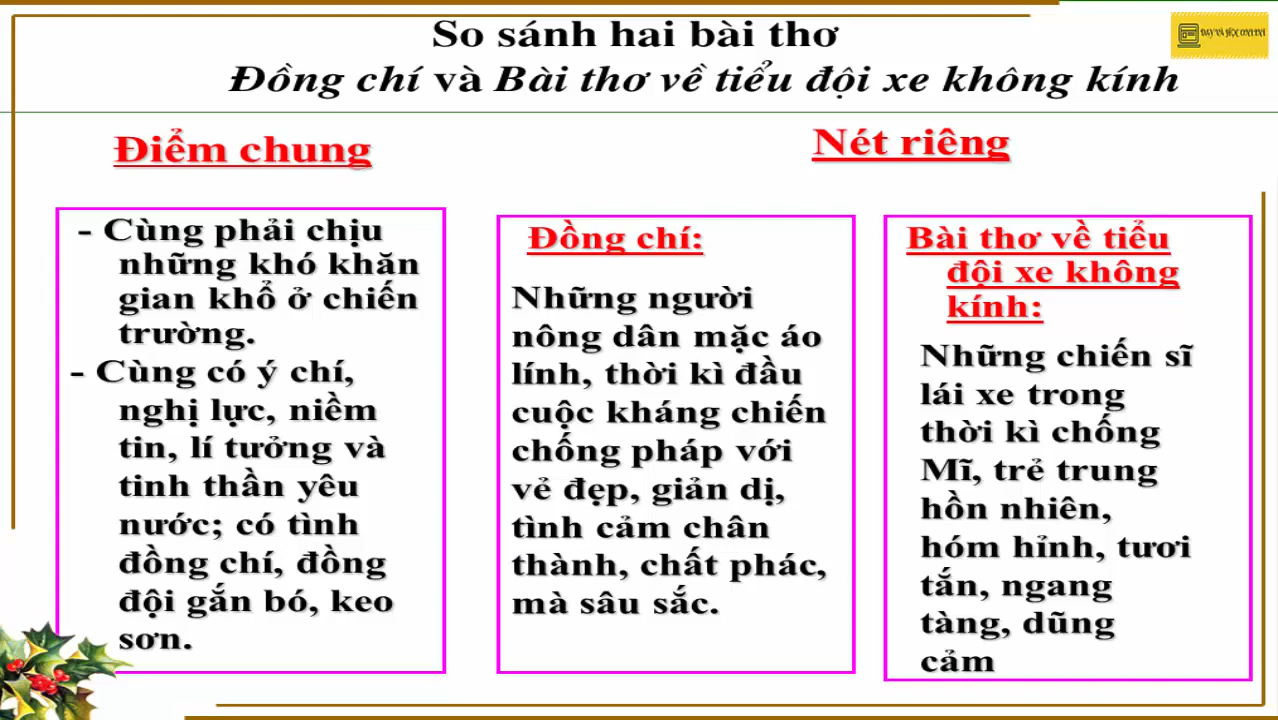 So sánh hai bài thơ
Đồng chí và Bài thơ về tiểu đội xe không kính
DẠY VÀ HỌC ONLINE
Điểm chung
Nét riêng
- Cùng phải chịu
những khó khăn
gian khổ ở chiến
trường.
- Cùng có ý chí,
nghị lực, niềm
tin, lí tưởng và
tinh thần yêu
nước; có tình
đồng chí, đồng
đội gắn bó, keo
sơn.
Đồng chí:
Những người
nông dân mặc áo
lính, thời kì đầu
cuộc kháng chiến
chống pháp với
vẻ đẹp, giản dị,
tình cảm chân
thành, chất phác,
mà sâu sắc.
Bài thơ về tiểu
đội xe không
kính:
Những chiến sĩ
lái xe trong
thời kì chống
Mĩ, trẻ trung
hồn nhiên,
hóm hỉnh, tươi
tắn, ngang
tàng, dũng
cảm